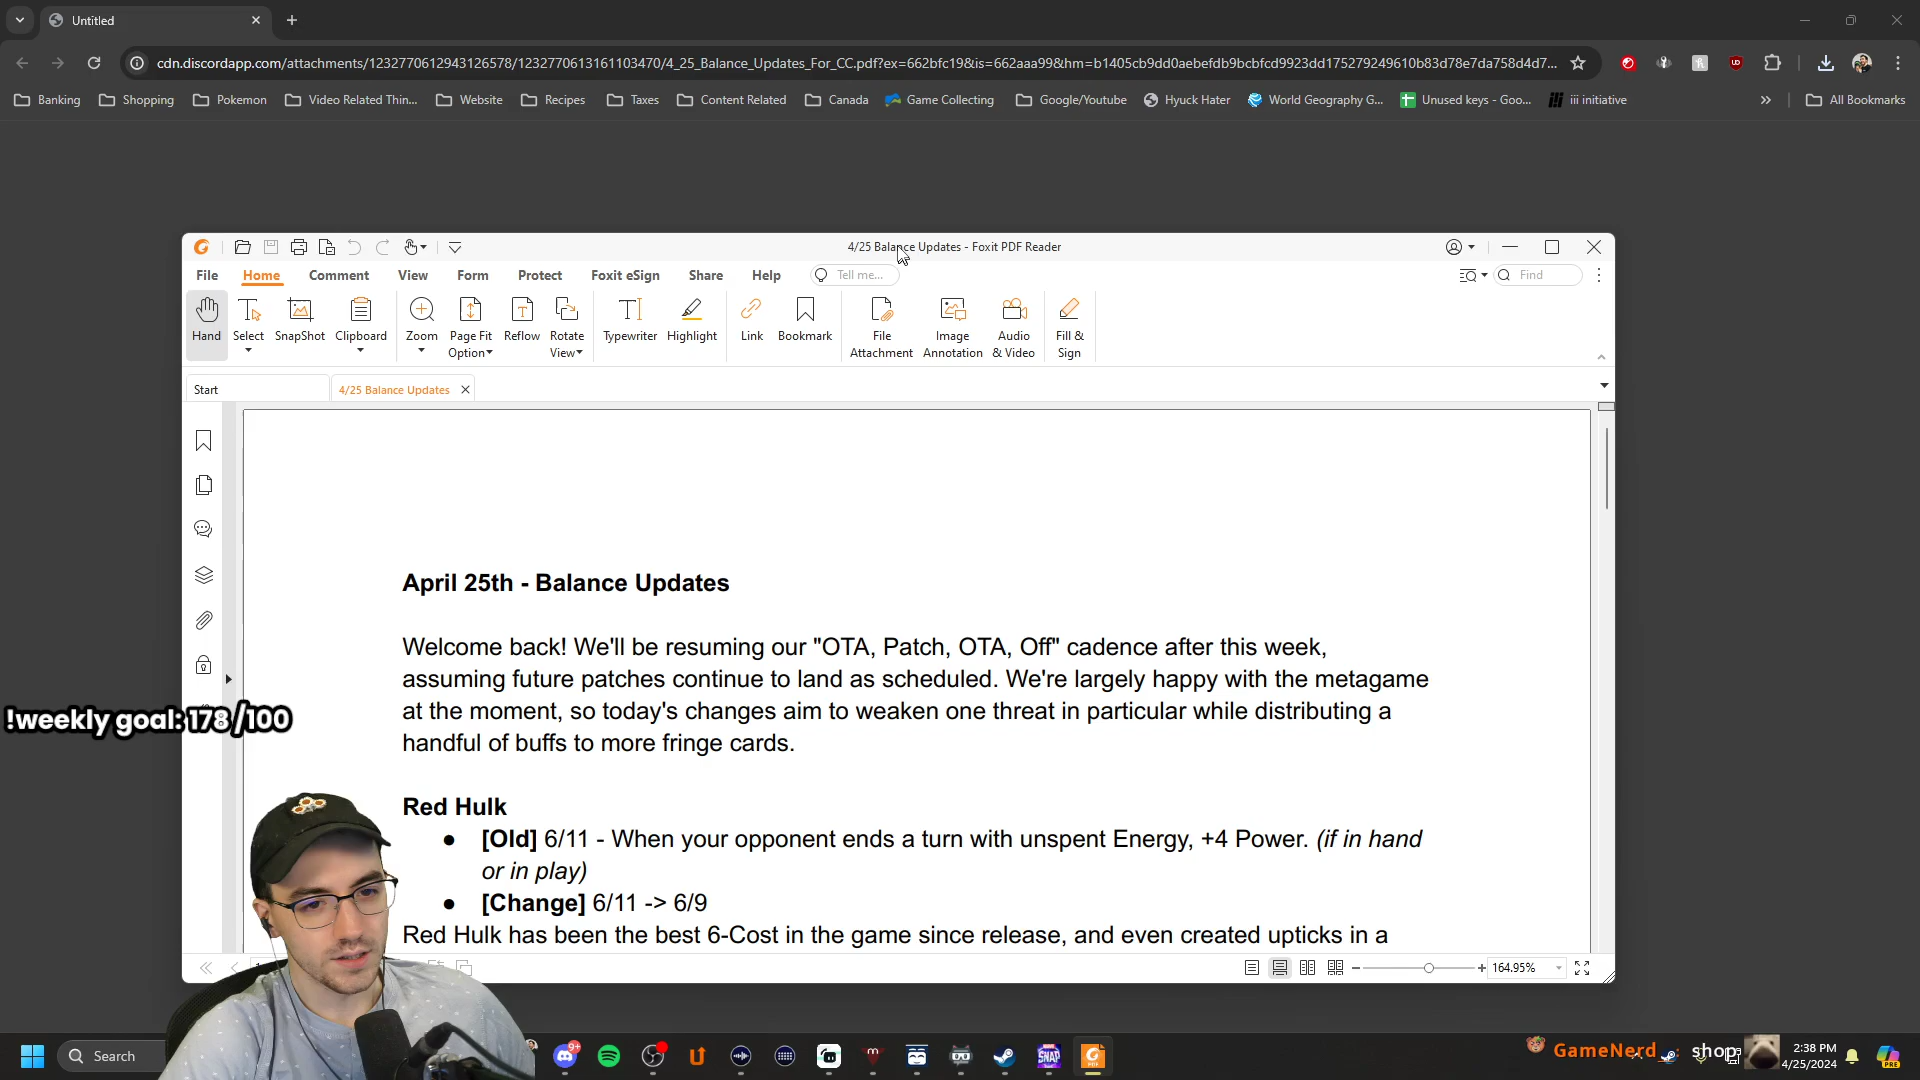 Untitled
cdn.discordapp.com/attachments/1232770612943126578/1232770613161103470/4_25_Balance_Updates_For_CC.pdf?ex=662bfc19&is=662aaa99&hm=b1405cb9dd0aebefdb9bcbfcd9923dd175279249610b83d78e7da758d4d7...
Banking Shopping Pokemon Video Related Thin... Website Recipes Taxes Content Related Canada Game Collecting Google/Youtube Hyuck Hater World Geography G... Unused keys - Goo... iii initiative » All Bookmarks
4/25 Balance Updates - Foxit PDF Reader
File Home Comment View Form Protect Foxit eSign Share Help Tell me... Find
Hand Select SnapShot Clipboard Zoom Page Fit Option Reflow Rotate View Typewriter Highlight Link Bookmark File Attachment Image Annotation Audio & Video Fill & Sign
Start 4/25 Balance Updates
April 25th - Balance Updates
Welcome back! We'll be resuming our "OTA, Patch, OTA, Off" cadence after this week,
assuming future patches continue to land as scheduled. We're largely happy with the metagame
at the moment, so today's changes aim to weaken one threat in particular while distributing a
handful of buffs to more fringe cards.
!weekly goal: 178 /100
Red Hulk
● [Old] 6/11 - When your opponent ends a turn with unspent Energy, +4 Power. (if in hand
or in play)
● [Change] 6/11 -> 6/9
Red Hulk has been the best 6-Cost in the game since release, and even created upticks in a
164.95%
Search
9+
SNAP
GameNerd shop
2:38 PM
4/25/2024
PRE